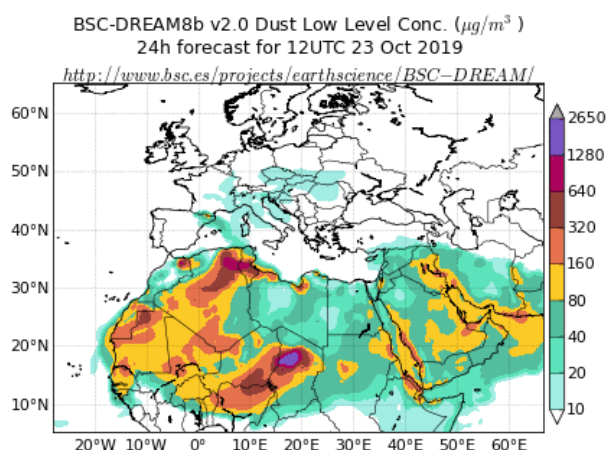 BSC-DREAM8b v2.0 Dust Low Level Conc. (μg/m³ )
24h forecast for 12UTC 23 Oct 2019
http://www.bsc.es/projects/earthscience/BSC−DREAM/
60°N
50°N
40°N
30°N
20°N
10°N
20°W
10°W
0°
10°E
20°E
30°E
40°E
50°E
60°E
2650
1280
640
320
160
80
40
20
10